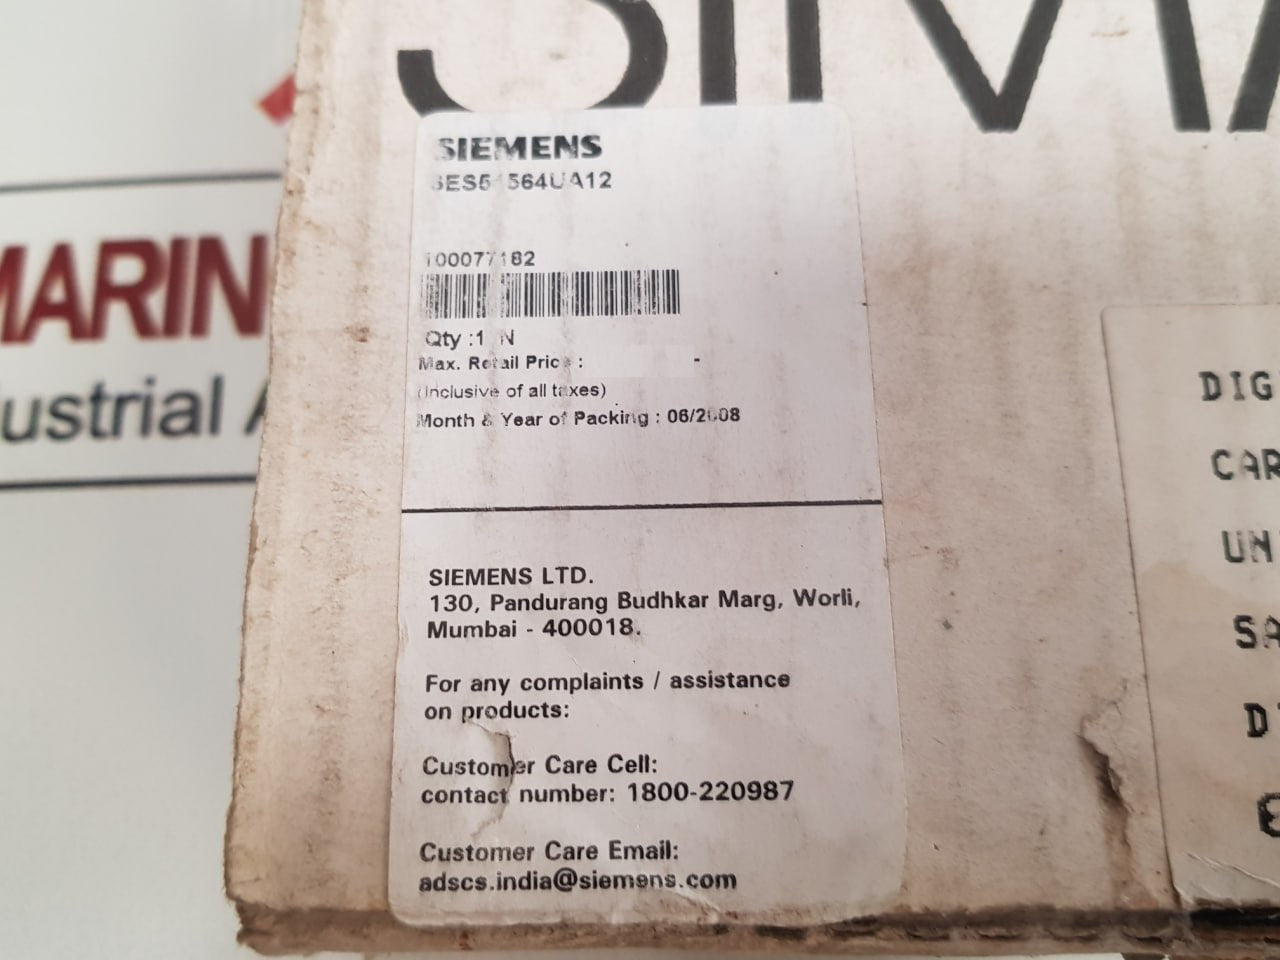 SIMA
SIEMENS
6ES5 564UA12
100077182
Qty :1 N
Max. Retail Price : -
(Inclusive of all taxes)
Month & Year of Packing : 06/2008
SIEMENS LTD.
130, Pandurang Budhkar Marg, Worli,
Mumbai - 400018.
For any complaints / assistance
on products:
Customer Care Cell:
contact number: 1800-220987
Customer Care Email:
adscs.india@siemens.com
MARIN
ustrial A
DIG
CAR
UN
SA